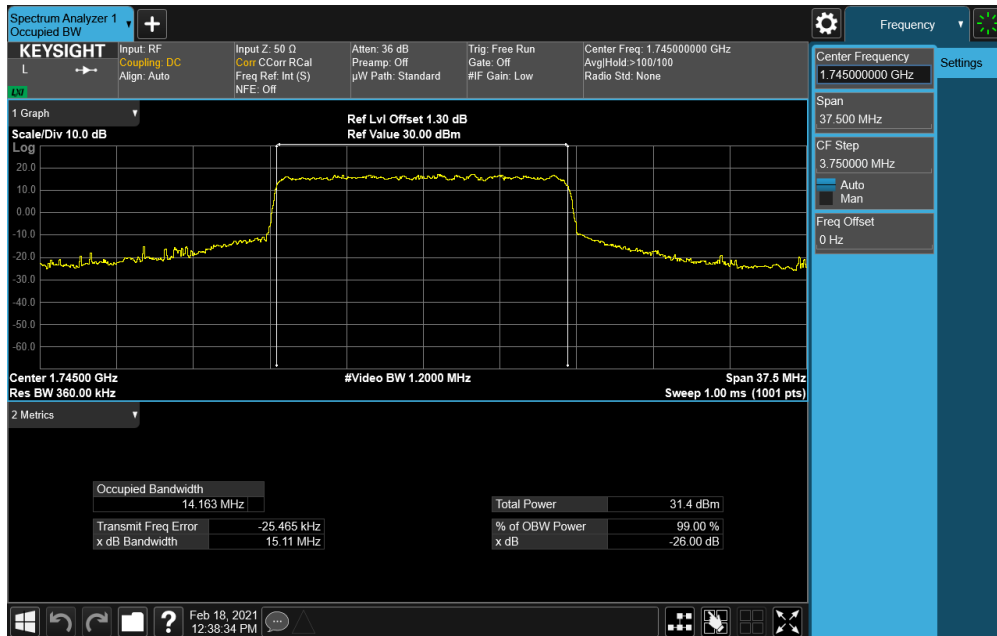 Spectrum Analyzer 1
Occupied BW
Frequency
KEYSIGHT
L
LXI
Input: RF
Coupling: DC
Align: Auto
Input Z: 50 Ω
Corr CCorr RCal
Freq Ref: Int (S)
NFE: Off
Atten: 36 dB
Preamp: Off
µW Path: Standard
Trig: Free Run
Gate: Off
#IF Gain: Low
Center Freq: 1.745000000 GHz
Avg|Hold:>100/100
Radio Std: None
Center Frequency
1.745000000 GHz
Settings
Span
37.500 MHz
CF Step
3.750000 MHz
Auto
Man
Freq Offset
0 Hz
1 Graph
Scale/Div 10.0 dB
Ref Lvl Offset 1.30 dB
Ref Value 30.00 dBm
Log
20.0
10.0
0.00
-10.0
-20.0
-30.0
-40.0
-50.0
-60.0
Center 1.74500 GHz
#Video BW 1.2000 MHz
Span 37.5 MHz
Res BW 360.00 kHz
Sweep 1.00 ms (1001 pts)
2 Metrics
Occupied Bandwidth
14.163 MHz
Total Power 31.4 dBm
Transmit Freq Error -25.465 kHz
% of OBW Power 99.00 %
x dB Bandwidth 15.11 MHz
x dB -26.00 dB
?
Feb 18, 2021
12:38:34 PM